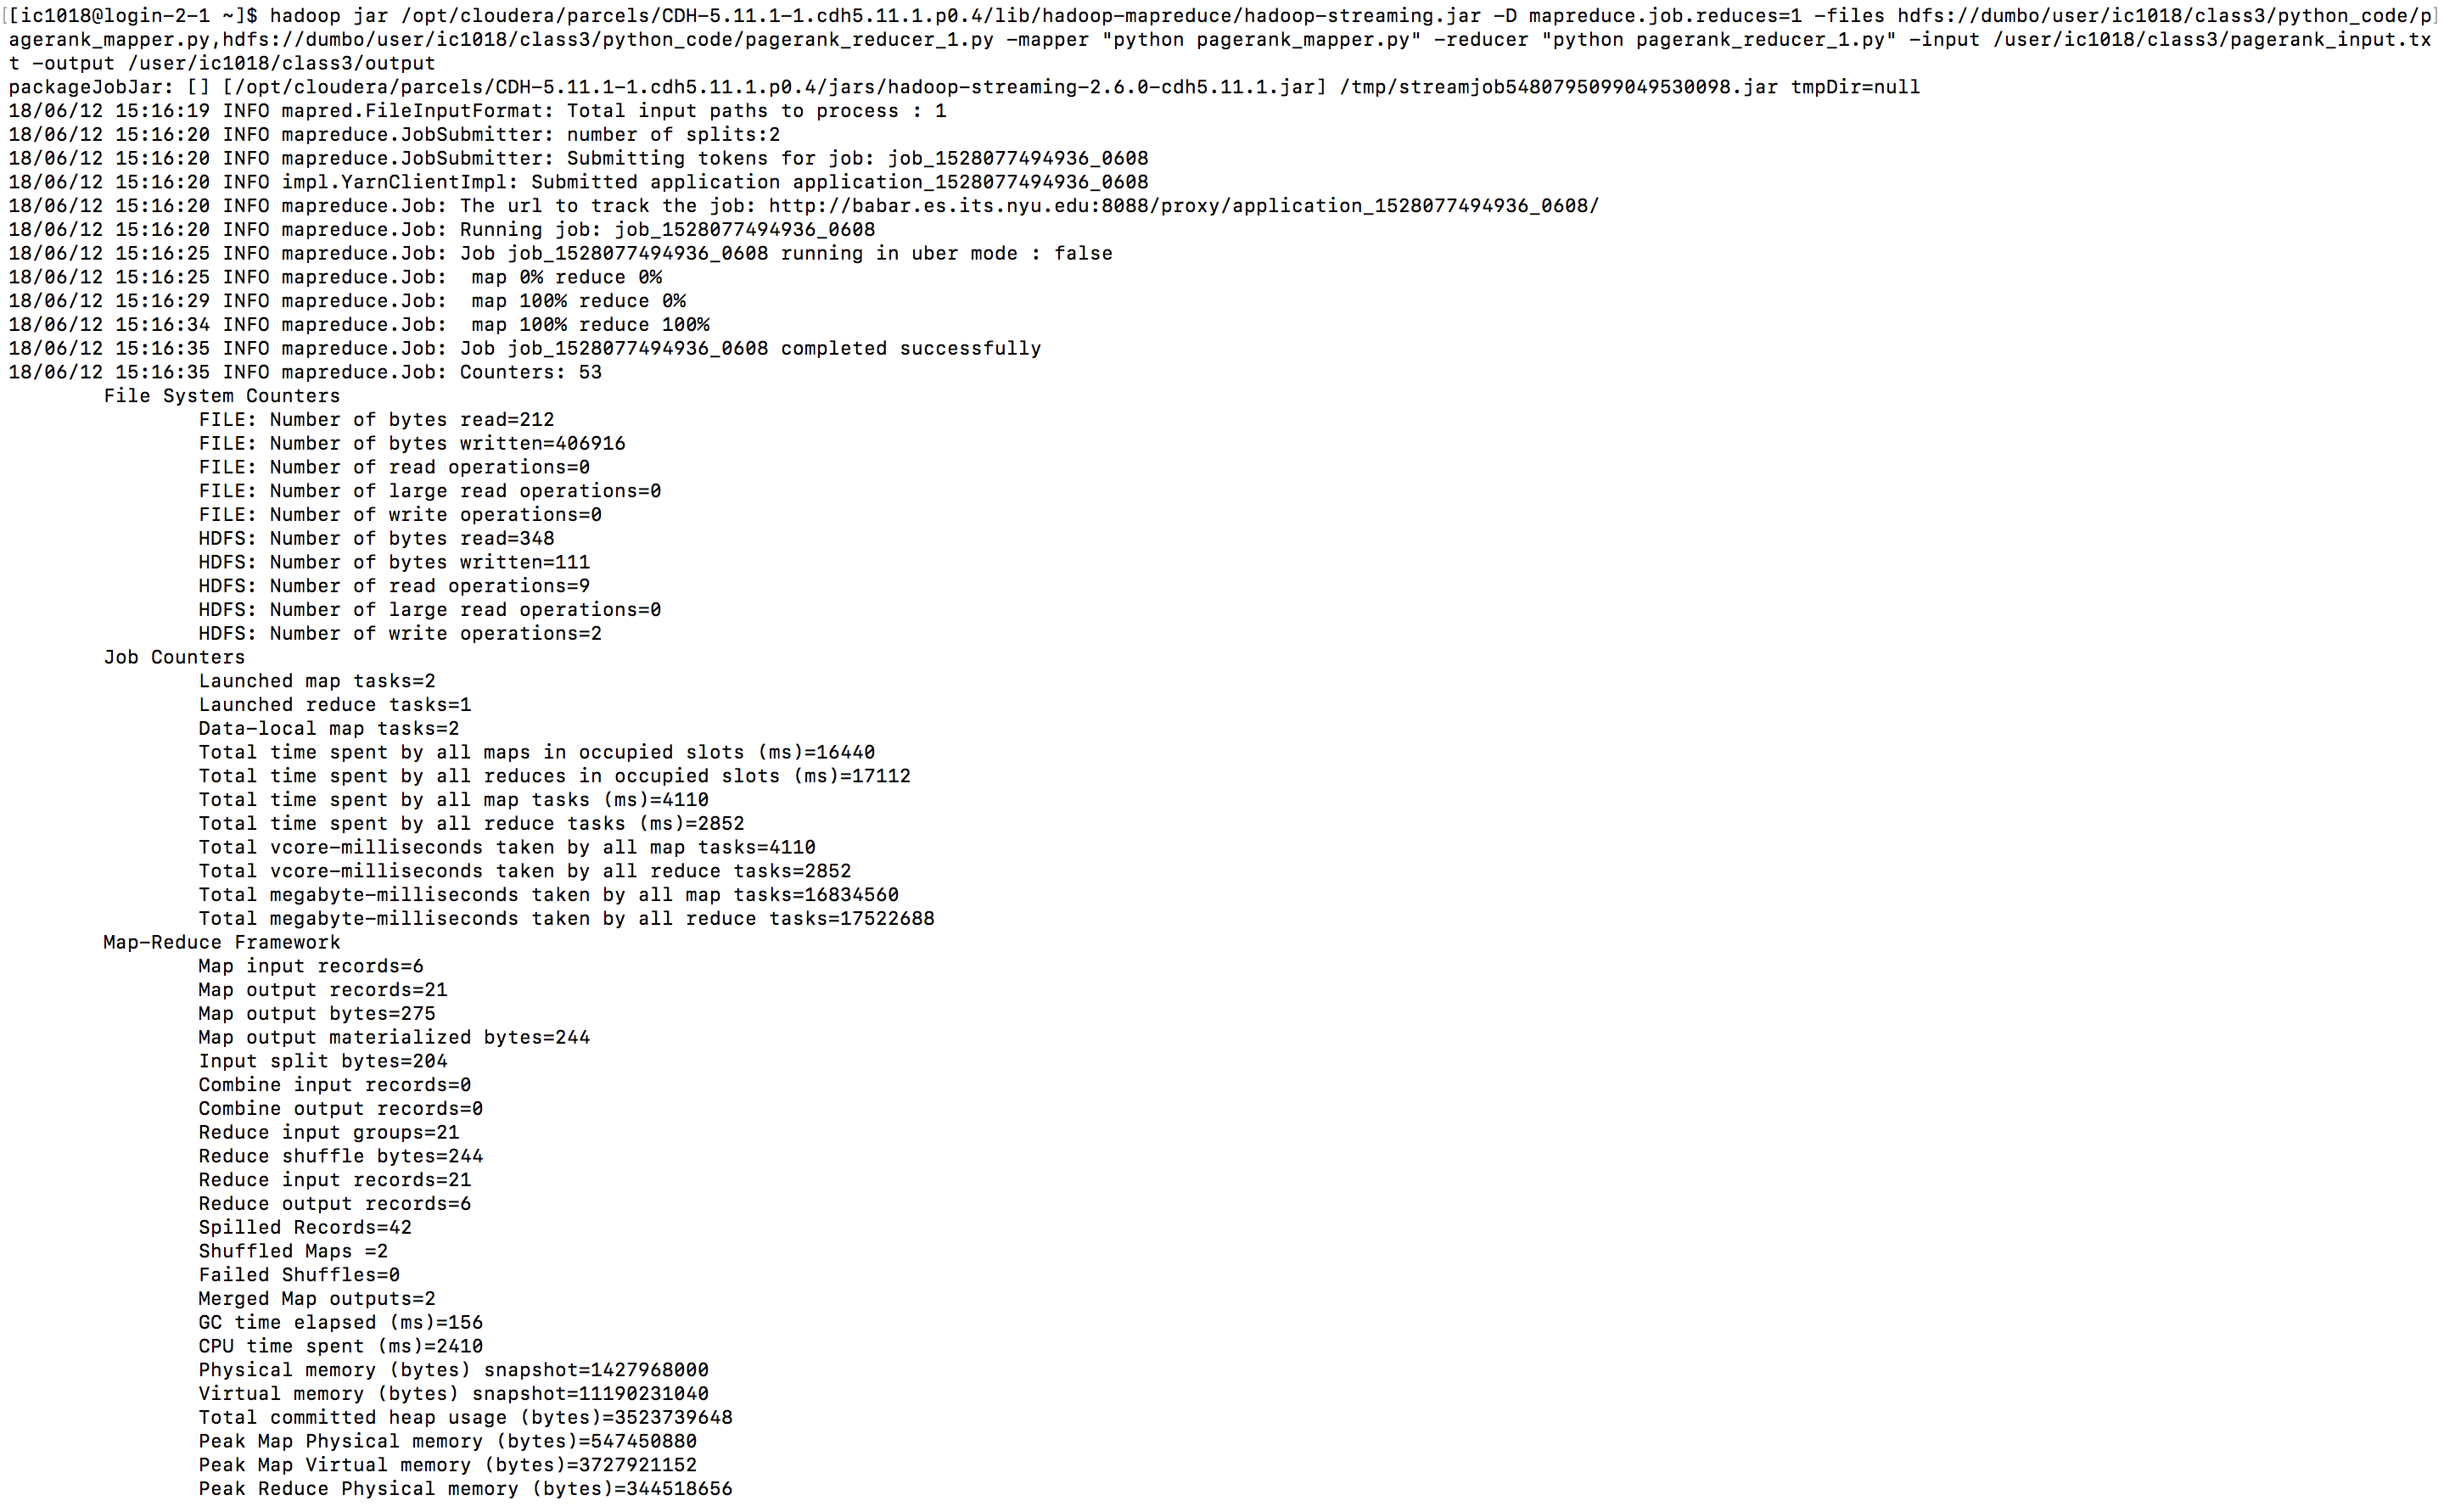 [[ic1018@login-2-1 ~]$ hadoop jar /opt/cloudera/parcels/CDH-5.11.1-1.cdh5.11.1.p0.4/lib/hadoop-mapreduce/hadoop-streaming.jar -D mapreduce.job.reduces=1 -files hdfs://dumbo/user/ic1018/class3/python_code/p]
agerank_mapper.py,hdfs://dumbo/user/ic1018/class3/python_code/pagerank_reducer_1.py -mapper "python pagerank_mapper.py" -reducer "python pagerank_reducer_1.py" -input /user/ic1018/class3/pagerank_input.tx
t -output /user/ic1018/class3/output
packageJobJar: [] [/opt/cloudera/parcels/CDH-5.11.1-1.cdh5.11.1.p0.4/jars/hadoop-streaming-2.6.0-cdh5.11.1.jar] /tmp/streamjob5480795099049530098.jar tmpDir=null
18/06/12 15:16:19 INFO mapred.FileInputFormat: Total input paths to process : 1
18/06/12 15:16:20 INFO mapreduce.JobSubmitter: number of splits:2
18/06/12 15:16:20 INFO mapreduce.JobSubmitter: Submitting tokens for job: job_1528077494936_0608
18/06/12 15:16:20 INFO impl.YarnClientImpl: Submitted application application_1528077494936_0608
18/06/12 15:16:20 INFO mapreduce.Job: The url to track the job: http://babar.es.its.nyu.edu:8088/proxy/application_1528077494936_0608/
18/06/12 15:16:20 INFO mapreduce.Job: Running job: job_1528077494936_0608
18/06/12 15:16:25 INFO mapreduce.Job: Job job_1528077494936_0608 running in uber mode : false
18/06/12 15:16:25 INFO mapreduce.Job:  map 0% reduce 0%
18/06/12 15:16:29 INFO mapreduce.Job:  map 100% reduce 0%
18/06/12 15:16:34 INFO mapreduce.Job:  map 100% reduce 100%
18/06/12 15:16:35 INFO mapreduce.Job: Job job_1528077494936_0608 completed successfully
18/06/12 15:16:35 INFO mapreduce.Job: Counters: 53
File System Counters
FILE: Number of bytes read=212
FILE: Number of bytes written=406916
FILE: Number of read operations=0
FILE: Number of large read operations=0
FILE: Number of write operations=0
HDFS: Number of bytes read=348
HDFS: Number of bytes written=111
HDFS: Number of read operations=9
HDFS: Number of large read operations=0
HDFS: Number of write operations=2
Job Counters
Launched map tasks=2
Launched reduce tasks=1
Data-local map tasks=2
Total time spent by all maps in occupied slots (ms)=16440
Total time spent by all reduces in occupied slots (ms)=17112
Total time spent by all map tasks (ms)=4110
Total time spent by all reduce tasks (ms)=2852
Total vcore-milliseconds taken by all map tasks=4110
Total vcore-milliseconds taken by all reduce tasks=2852
Total megabyte-milliseconds taken by all map tasks=16834560
Total megabyte-milliseconds taken by all reduce tasks=17522688
Map-Reduce Framework
Map input records=6
Map output records=21
Map output bytes=275
Map output materialized bytes=244
Input split bytes=204
Combine input records=0
Combine output records=0
Reduce input groups=21
Reduce shuffle bytes=244
Reduce input records=21
Reduce output records=6
Spilled Records=42
Shuffled Maps =2
Failed Shuffles=0
Merged Map outputs=2
GC time elapsed (ms)=156
CPU time spent (ms)=2410
Physical memory (bytes) snapshot=1427968000
Virtual memory (bytes) snapshot=11190231040
Total committed heap usage (bytes)=3523739648
Peak Map Physical memory (bytes)=547450880
Peak Map Virtual memory (bytes)=3727921152
Peak Reduce Physical memory (bytes)=344518656